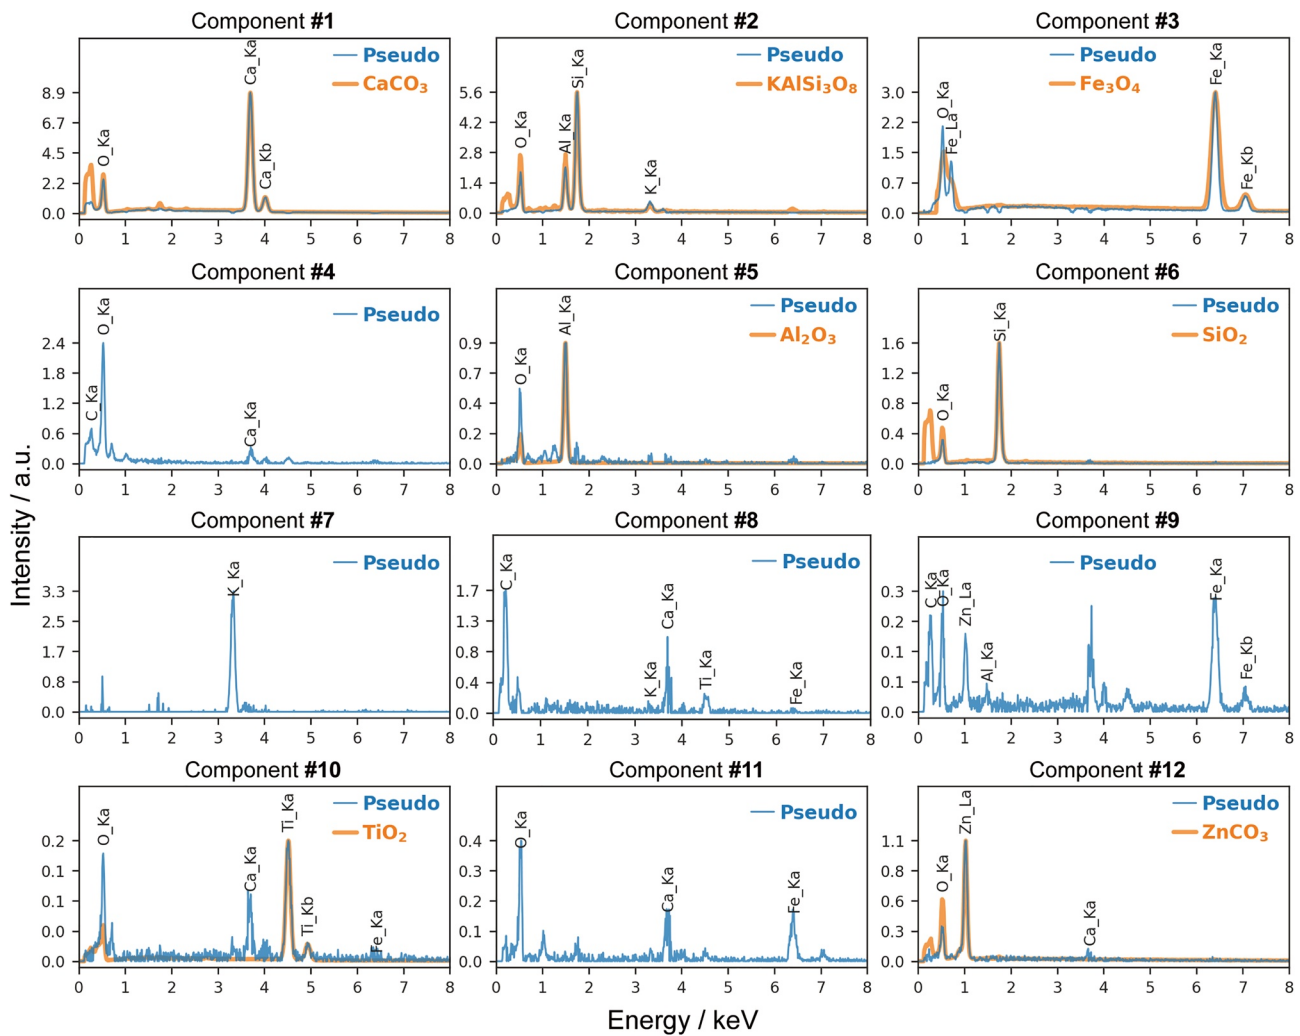 Component #1
Pseudo
CaCO₃
Ca_Ka
O_Ka
Ca_Kb
8.9
6.7
4.5
2.2
0.0
0 1 2 3 4 5 6 7 8
Component #2
Pseudo
KAlSi₃O₈
Si_Ka
O_Ka
Al_Ka
K_Ka
5.6
4.2
2.8
1.4
0.0
0 1 2 3 4 5 6 7 8
Component #3
Pseudo
Fe₃O₄
Fe_Ka
O_Ka
Fe_La
Fe_Kb
3.0
2.2
1.5
0.7
0.0
0 1 2 3 4 5 6 7 8
Component #4
Pseudo
O_Ka
C_Ka
Ca_Ka
2.4
1.8
1.2
0.6
0.0
0 1 2 3 4 5 6 7 8
Component #5
Pseudo
Al₂O₃
Al_Ka
O_Ka
0.9
0.7
0.4
0.2
0.0
0 1 2 3 4 5 6 7 8
Component #6
Pseudo
SiO₂
Si_Ka
O_Ka
1.6
1.2
0.8
0.4
0.0
0 1 2 3 4 5 6 7 8
Component #7
Pseudo
K_Ka
3.3
2.5
1.7
0.8
0.0
0 1 2 3 4 5 6 7 8
Component #8
Pseudo
C_Ka
Ca_Ka
K_Ka
Ti_Ka
Fe_Ka
1.7
1.3
0.8
0.4
0.0
0 1 2 3 4 5 6 7 8
Component #9
Pseudo
C_Ka
O_Ka
Zn_La
Al_Ka
Fe_Ka
Fe_Kb
0.3
0.2
0.1
0.1
0.0
0 1 2 3 4 5 6 7 8
Component #10
Pseudo
TiO₂
O_Ka
Ca_Ka
Ti_Ka
Ti_Kb
Fe_Ka
0.2
0.1
0.1
0.0
0.0
0 1 2 3 4 5 6 7 8
Component #11
Pseudo
O_Ka
Ca_Ka
Fe_Ka
0.4
0.3
0.2
0.1
0.0
0 1 2 3 4 5 6 7 8
Component #12
Pseudo
ZnCO₃
Zn_La
O_Ka
Ca_Ka
1.1
0.8
0.6
0.3
0.0
0 1 2 3 4 5 6 7 8
Intensity / a.u.
Energy / keV